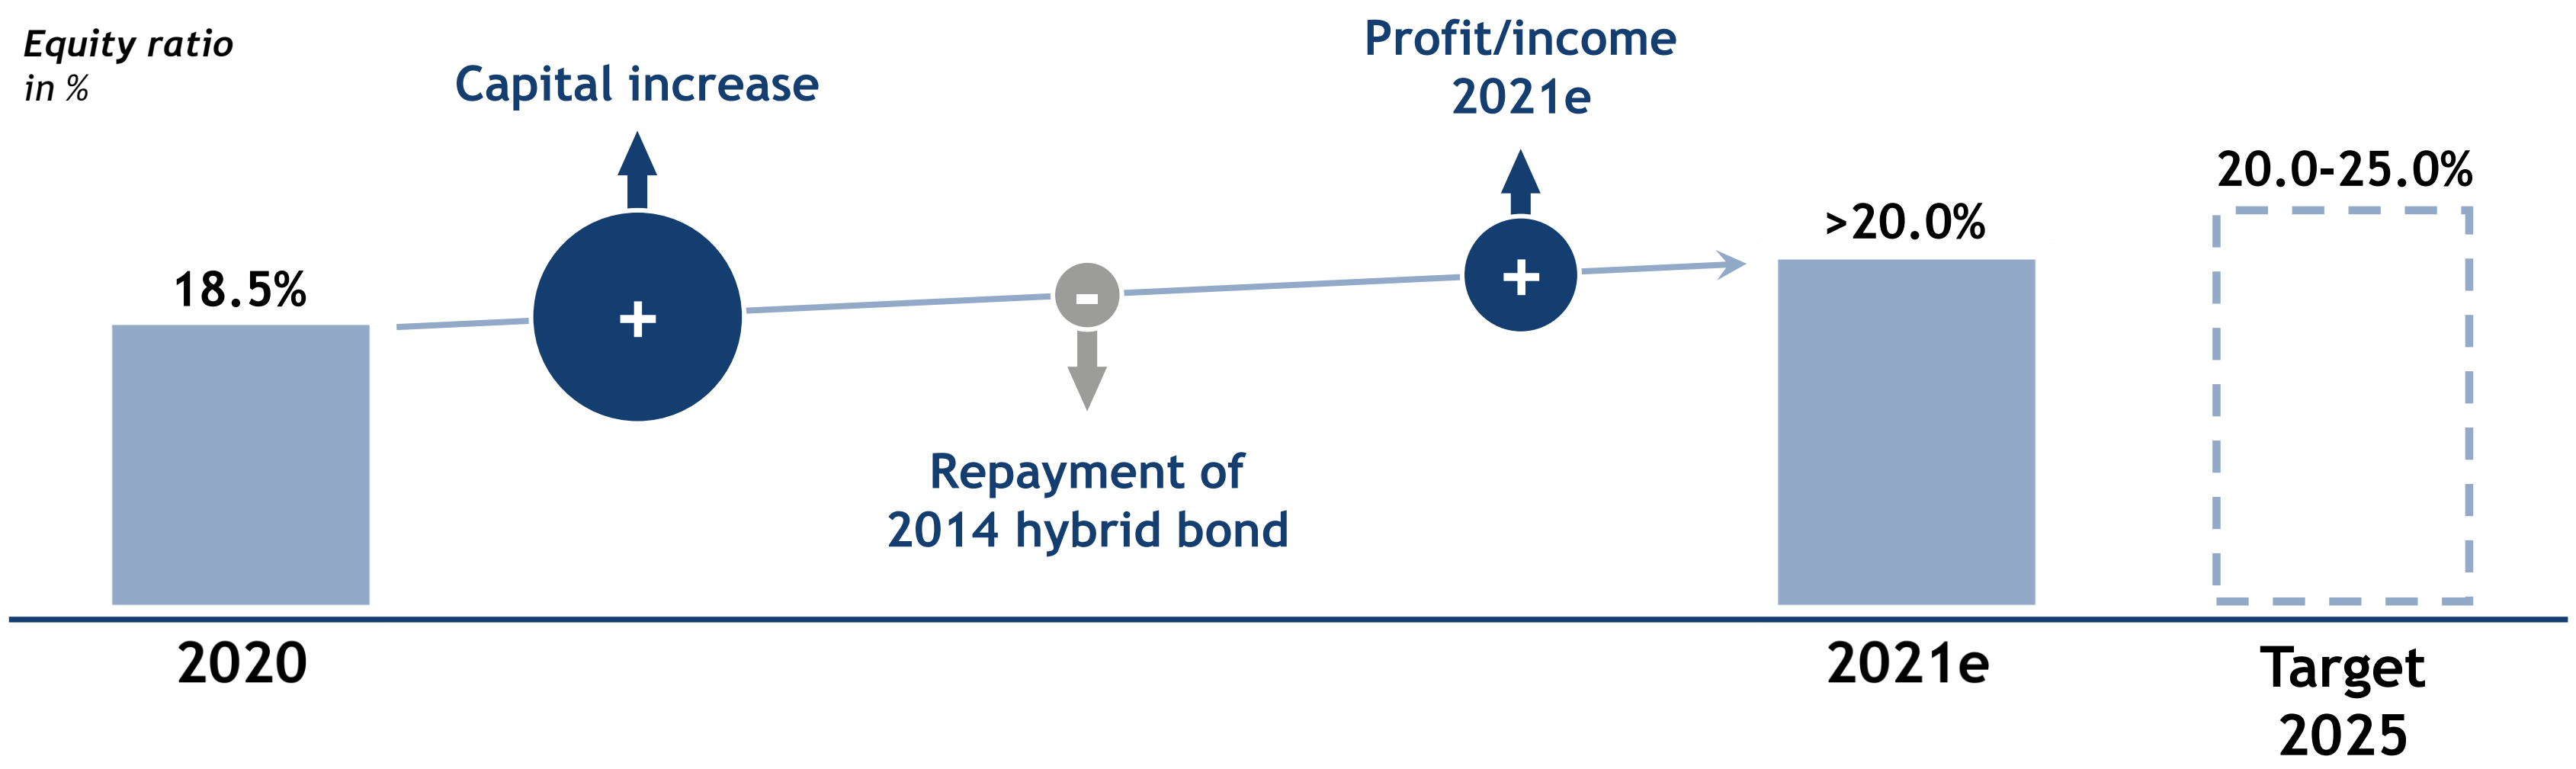 Equity ratio
in %
Capital increase
Profit/income
2021e
20.0-25.0%
>20.0%
18.5%
+
-
+
Repayment of
2014 hybrid bond
2020
2021e
Target
2025